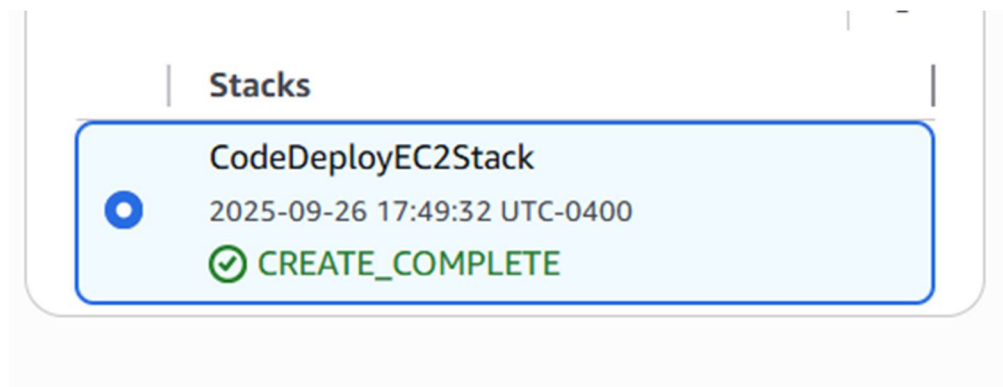 Stacks
CodeDeployEC2Stack
2025-09-26 17:49:32 UTC-0400
CREATE_COMPLETE